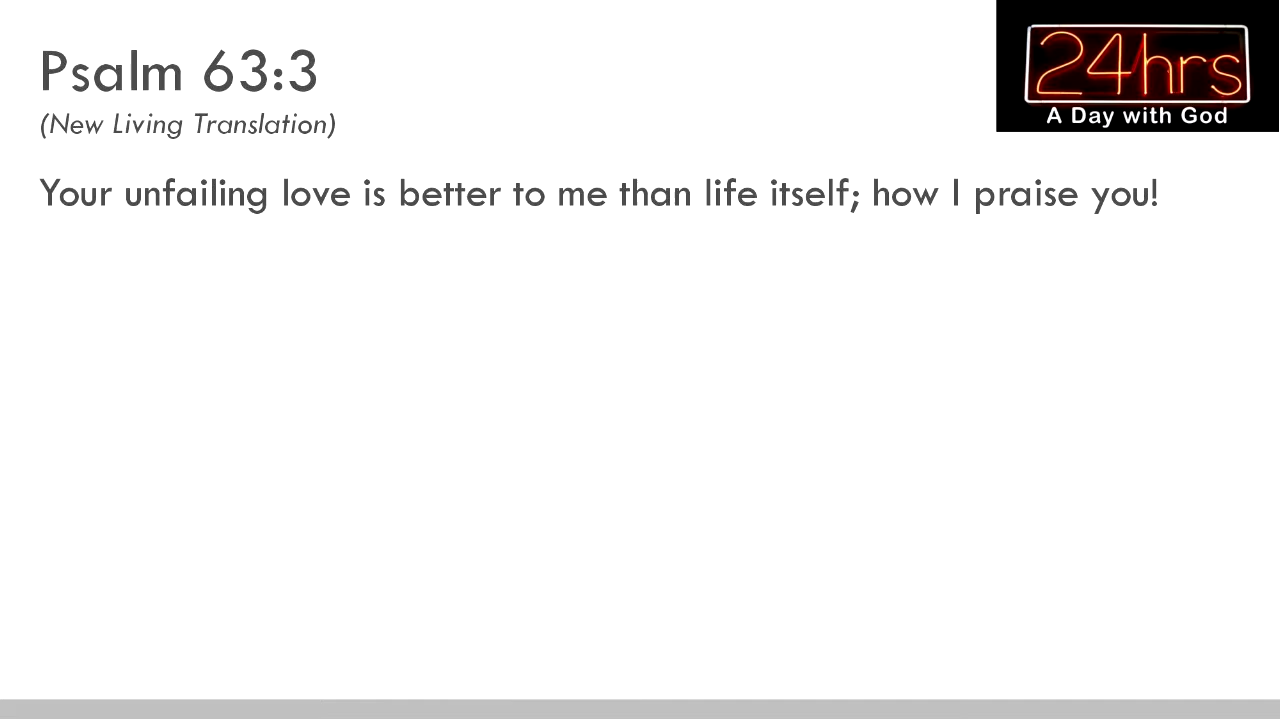 Psalm 63:3
(New Living Translation)
24hrs
A Day with God
Your unfailing love is better to me than life itself; how I praise you!